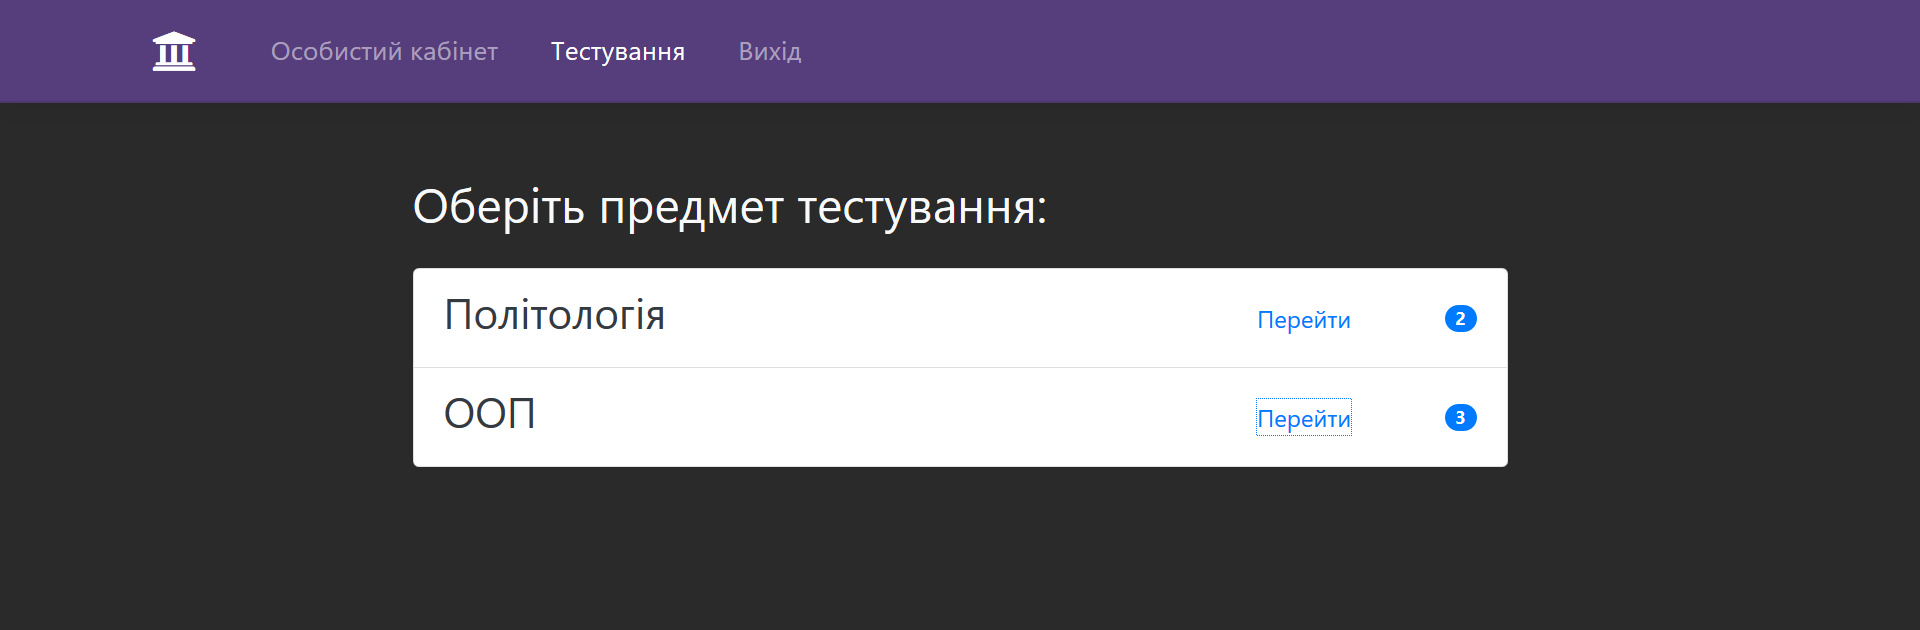 Особистий кабінет Тестування Вихід
Оберіть предмет тестування:
Політологія Перейти 2
ООП Перейти 3